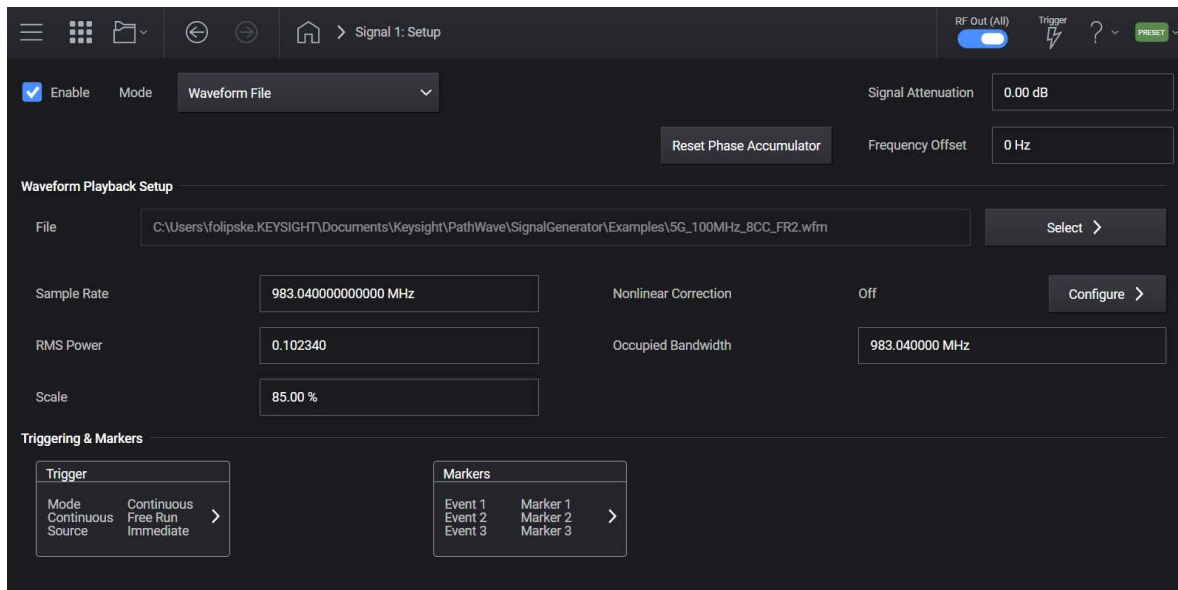 Signal 1: Setup
RF Out (All)
Trigger
?
PRESET
Enable
Mode
Waveform File
Signal Attenuation
0.00 dB
Reset Phase Accumulator
Frequency Offset
0 Hz
Waveform Playback Setup
File
C:\Users\folipske.KEYSIGHT\Documents\Keysight\PathWave\SignalGenerator\Examples\5G_100MHz_8CC_FR2.wfm
Select
Sample Rate
983.040000000000 MHz
Nonlinear Correction
Off
Configure
RMS Power
0.102340
Occupied Bandwidth
983.040000 MHz
Scale
85.00 %
Triggering & Markers
Trigger
Mode Continuous
Continuous Free Run
Source Immediate
Markers
Event 1 Marker 1
Event 2 Marker 2
Event 3 Marker 3